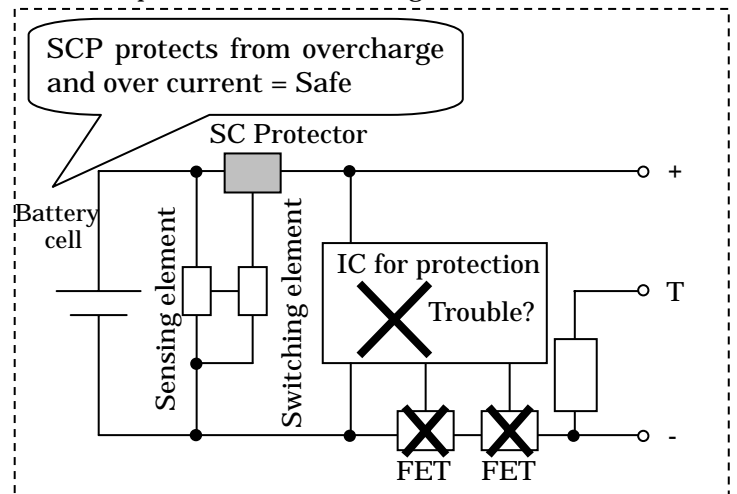 SCP protects from overcharge
and over current = Safe
SC Protector
+
Battery
cell
Sensing element
Switching element
IC for protection
Trouble?
T
-
FET FET